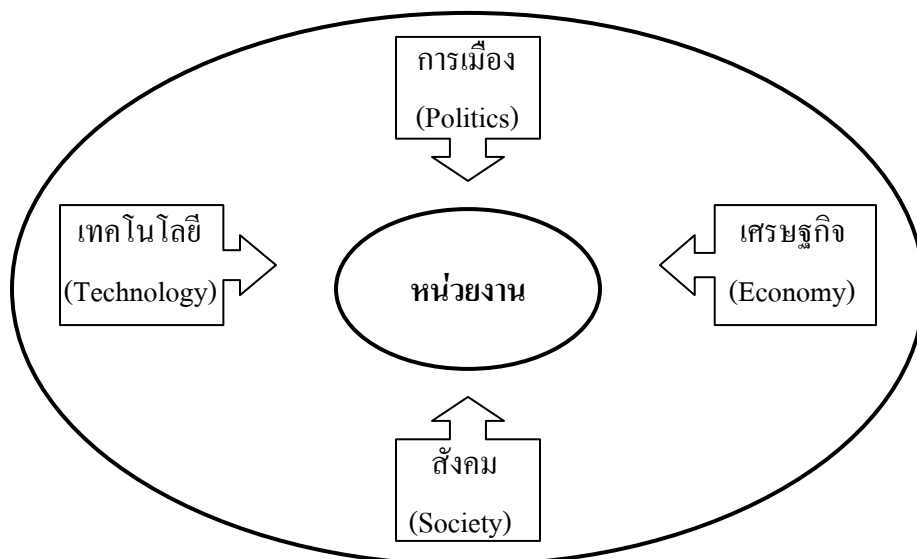 การเมือง
(Politics)
เทคโนโลยี
(Technology)
เศรษฐกิจ
(Economy)
หน่วยงาน
สังคม
(Society)